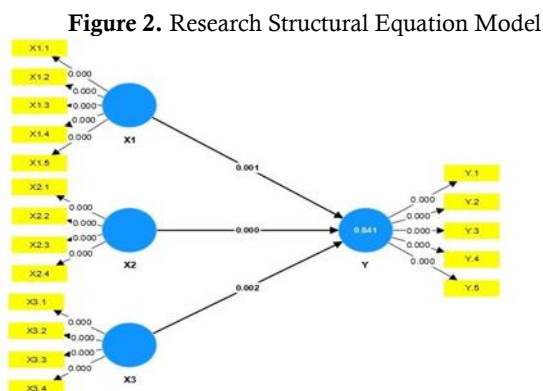 Figure 2. Research Structural Equation Model
X1.1
X1.2
X1.3
X1.4
X1.5
0.000
0.000
0.000
0.000
0.000
X1
0.001
X2.1
X2.2
X2.3
X2.4
0.000
0.000
0.000
0.000
X2
0.000
X3.1
X3.2
X3.3
X3.4
0.000
0.000
0.000
0.000
X3
0.002
0.841
Y
0.000
0.000
0.000
0.000
0.000
Y.1
Y.2
Y.3
Y.4
Y.5